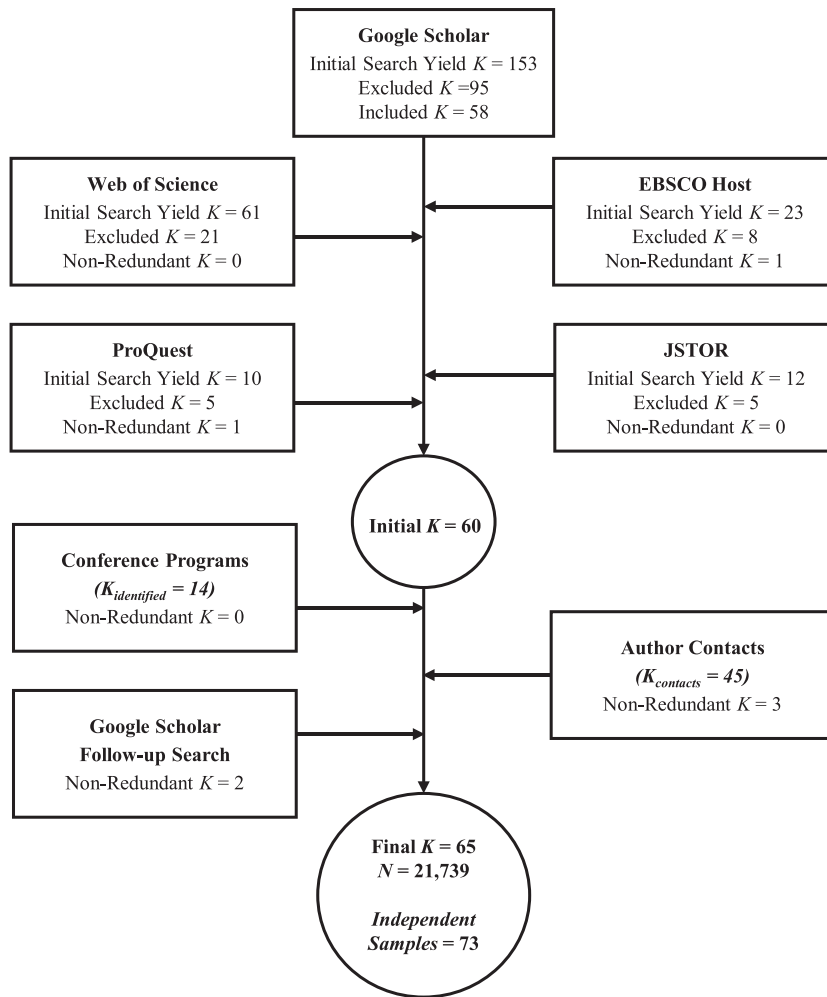 Google Scholar
Initial Search Yield K = 153
Excluded K =95
Included K = 58
Web of Science
Initial Search Yield K = 61
Excluded K = 21
Non-Redundant K = 0
EBSCO Host
Initial Search Yield K = 23
Excluded K = 8
Non-Redundant K = 1
ProQuest
Initial Search Yield K = 10
Excluded K = 5
Non-Redundant K = 1
JSTOR
Initial Search Yield K = 12
Excluded K = 5
Non-Redundant K = 0
Initial K = 60
Conference Programs
(Kidentified = 14)
Non-Redundant K = 0
Author Contacts
(Kcontacts = 45)
Non-Redundant K = 3
Google Scholar
Follow-up Search
Non-Redundant K = 2
Final K = 65
N = 21,739
Independent
Samples = 73